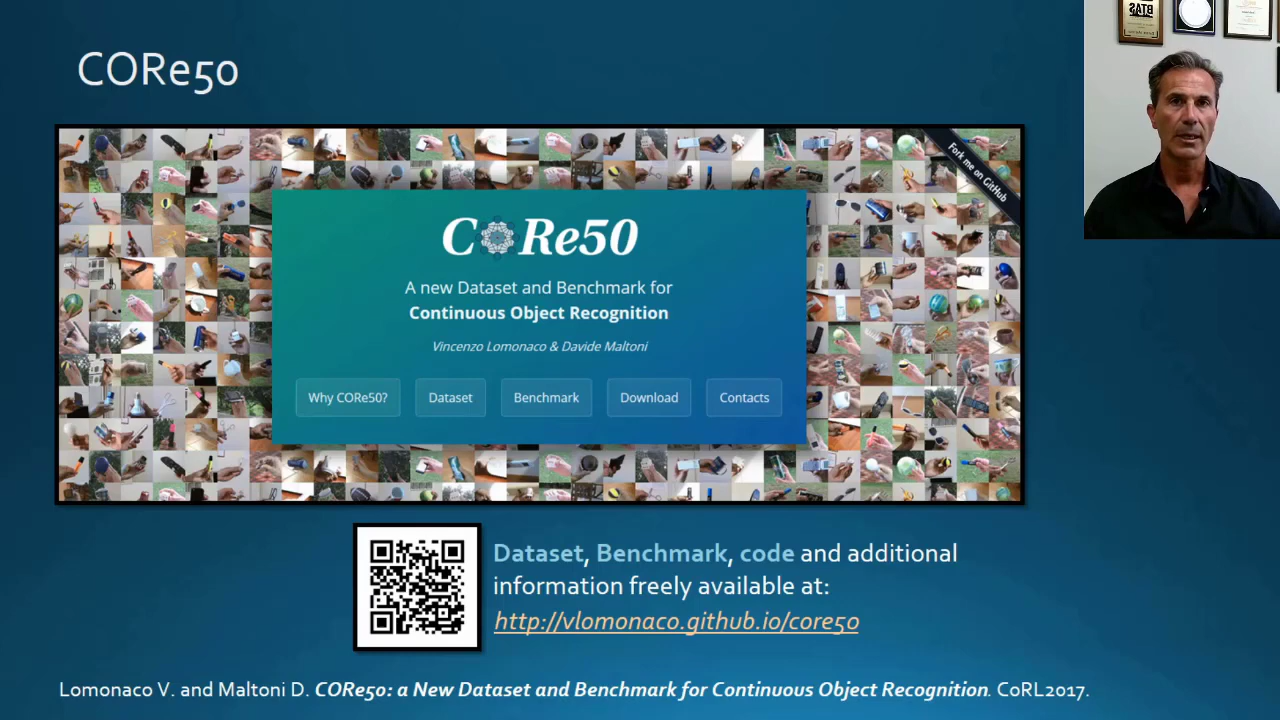 CORe50
Fork me on GitHub
CORe50
A new Dataset and Benchmark for
Continuous Object Recognition
Vincenzo Lomonaco & Davide Maltoni
Why CORe50? Dataset Benchmark Download Contacts
Dataset, Benchmark, code and additional
information freely available at:
http://vlomonaco.github.io/core50
Lomonaco V. and Maltoni D. CORe50: a New Dataset and Benchmark for Continuous Object Recognition. CoRL2017.
BTAS